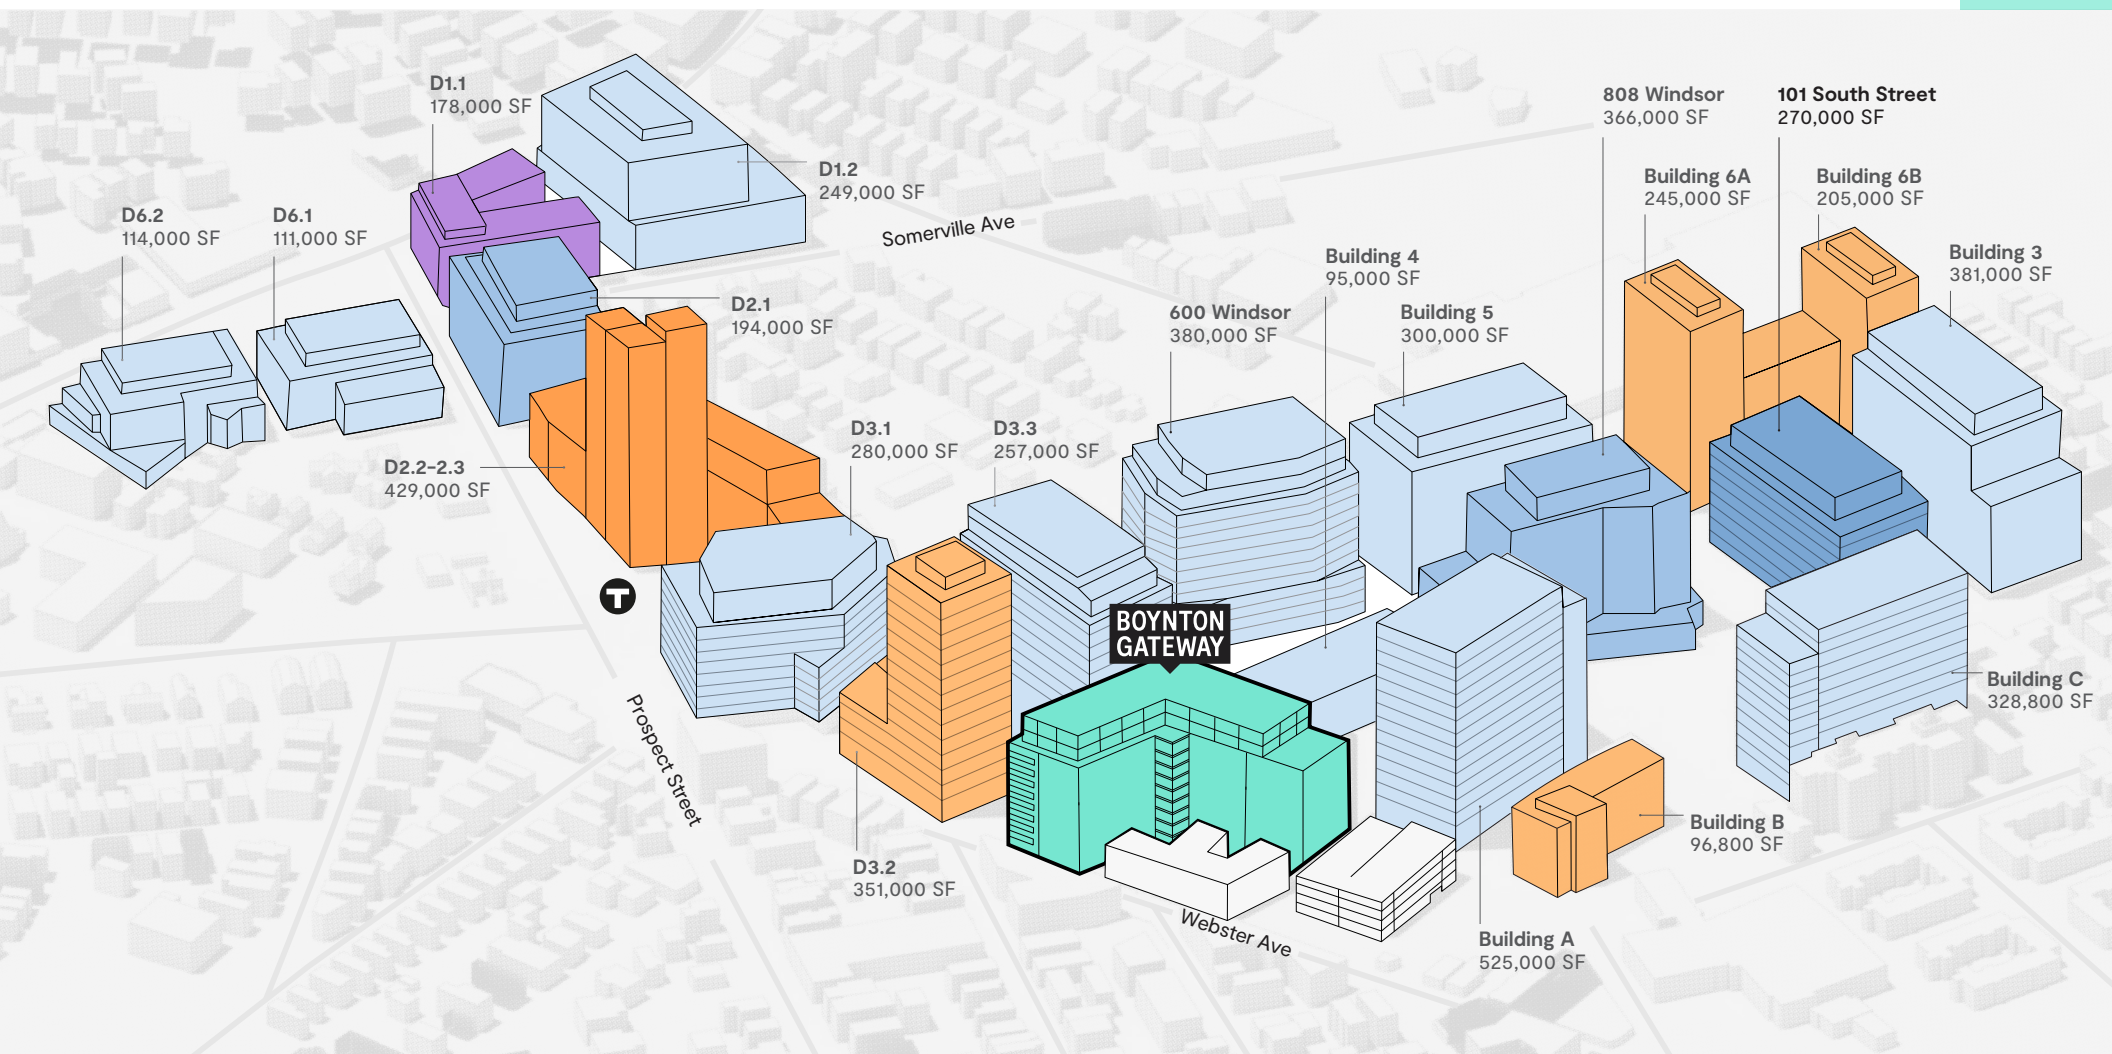 D1.1
178,000 SF
808 Windsor
366,000 SF
101 South Street
270,000 SF
D1.2
249,000 SF
Building 6A
245,000 SF
Building 6B
205,000 SF
D6.2
114,000 SF
D6.1
111,000 SF
Somerville Ave
Building 4
95,000 SF
Building 3
381,000 SF
D2.1
194,000 SF
600 Windsor
380,000 SF
Building 5
300,000 SF
D3.1
280,000 SF
D3.3
257,000 SF
D2.2-2.3
429,000 SF
T
BOYNTON
GATEWAY
Prospect Street
Building C
328,800 SF
Building B
96,800 SF
D3.2
351,000 SF
Webster Ave
Building A
525,000 SF